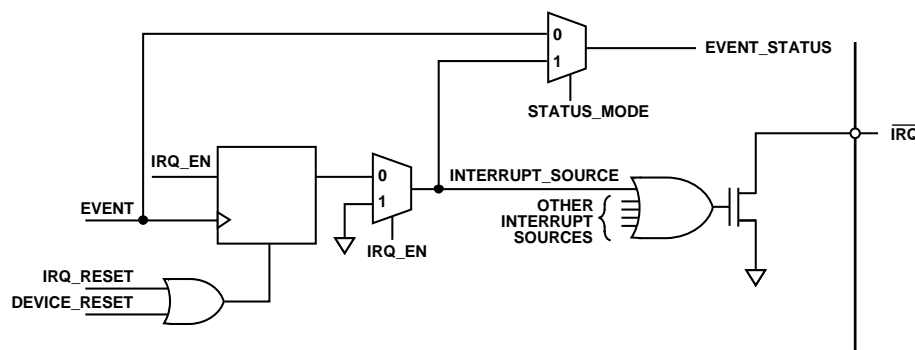 0
1
EVENT_STATUS
STATUS_MODE
IRQ
IRQ_EN
0
1
INTERRUPT_SOURCE
EVENT
OTHER
INTERRUPT
SOURCES
IRQ_EN
IRQ_RESET
DEVICE_RESET